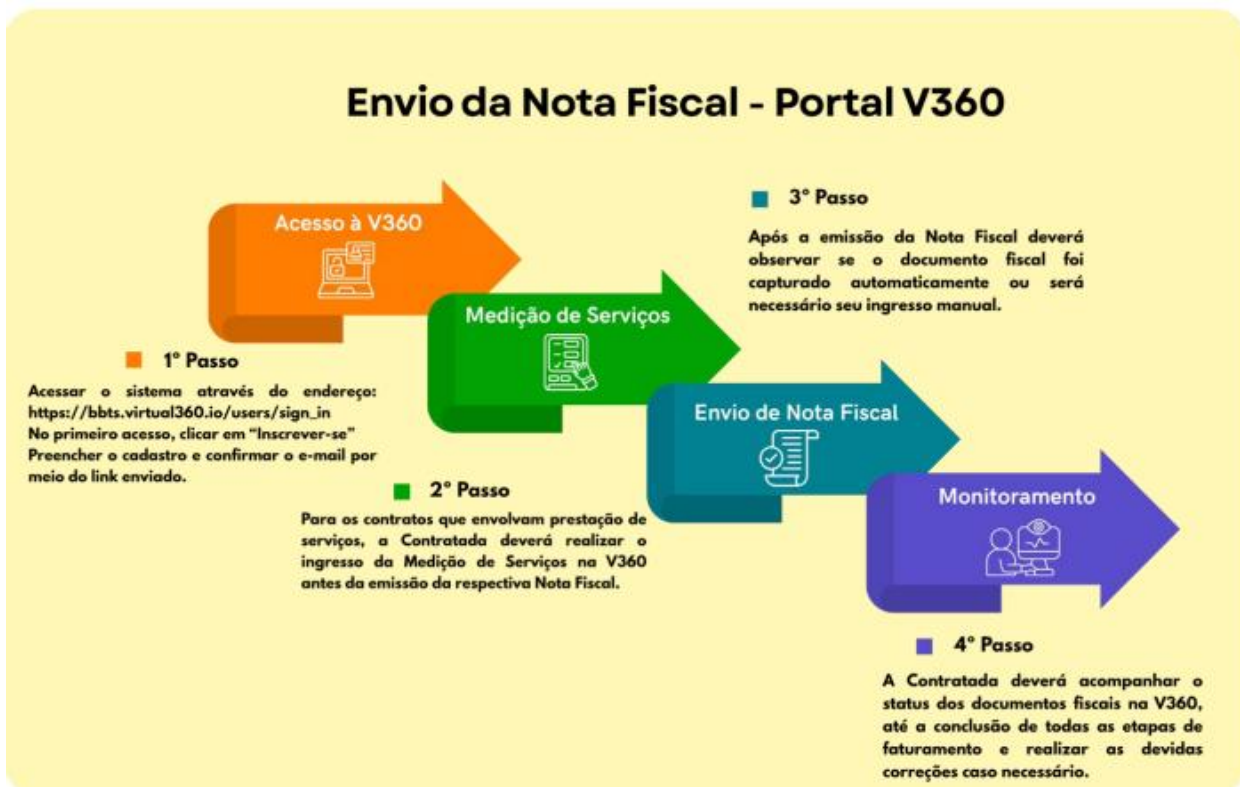 Envio da Nota Fiscal - Portal V360
Acesso à V360
1º Passo
Acessar o sistema através do endereço:
https://bbts.virtual360.io/users/sign_in
No primeiro acesso, clicar em “Inscrever-se”
Preencher o cadastro e confirmar o e-mail por
meio do link enviado.
Medição de Serviços
2º Passo
Para os contratos que envolvam prestação de
serviços, a Contratada deverá realizar o
ingresso da Medição de Serviços na V360
antes da emissão da respectiva Nota Fiscal.
3º Passo
Após a emissão da Nota Fiscal deverá
observar se o documento fiscal foi
capturado automaticamente ou será
necessário seu ingresso manual.
Envio de Nota Fiscal
Monitoramento
4º Passo
A Contratada deverá acompanhar o
status dos documentos fiscais na V360,
até a conclusão de todas as etapas de
faturamento e realizar as devidas
correções caso necessário.